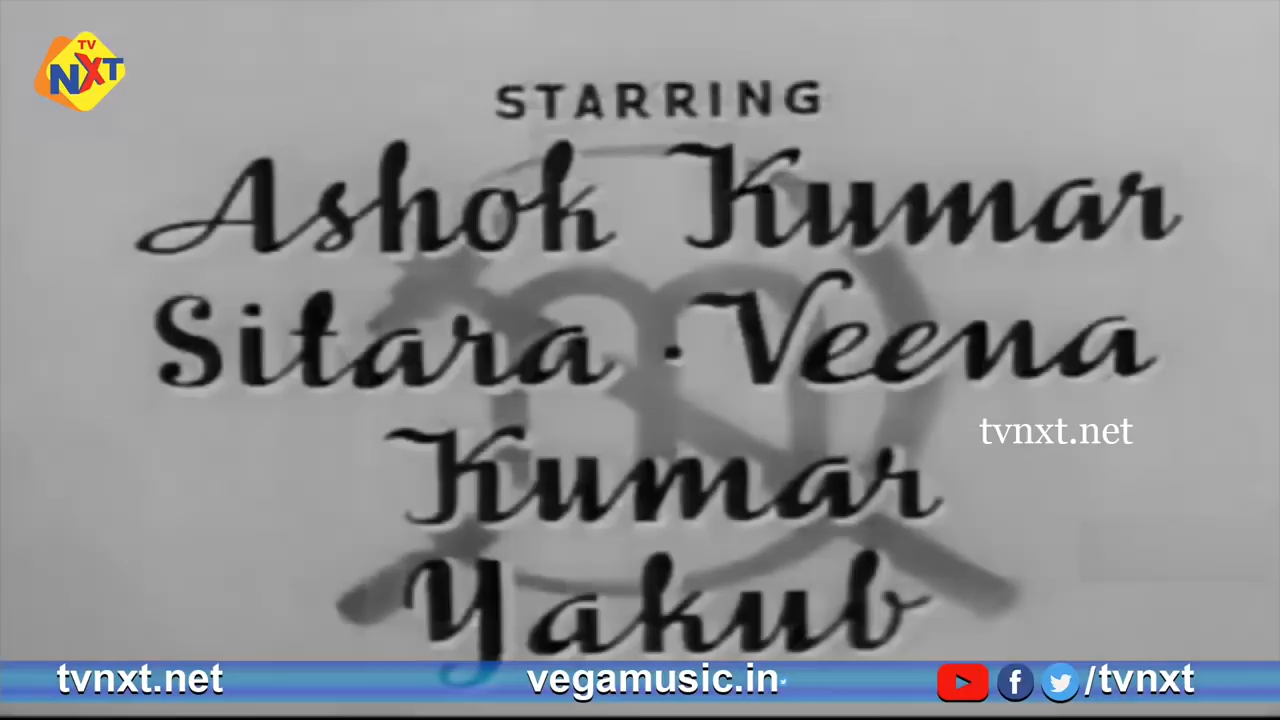 TV
NXT
STARRING
Ashok Kumar
Sitara · Veena
tvnxt.net
Kumar
Yakub
tvnxt.net vegamusic.in /tvnxt